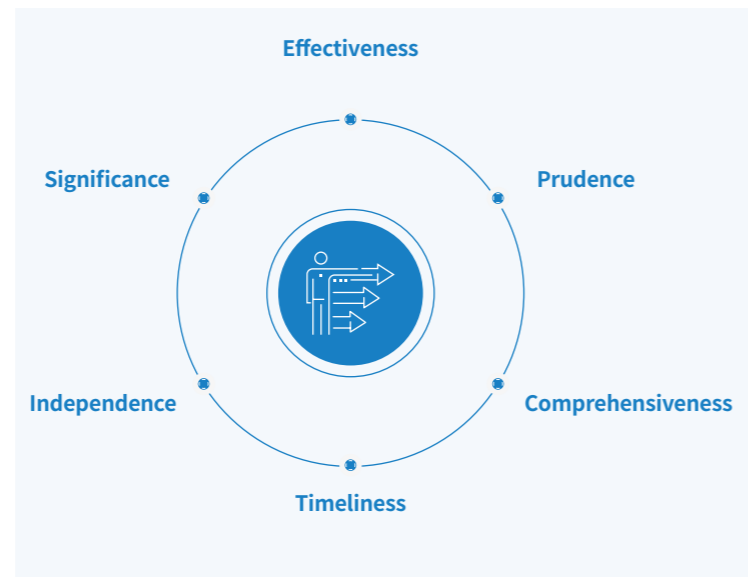 Effectiveness
Significance
Prudence
Independence
Comprehensiveness
Timeliness